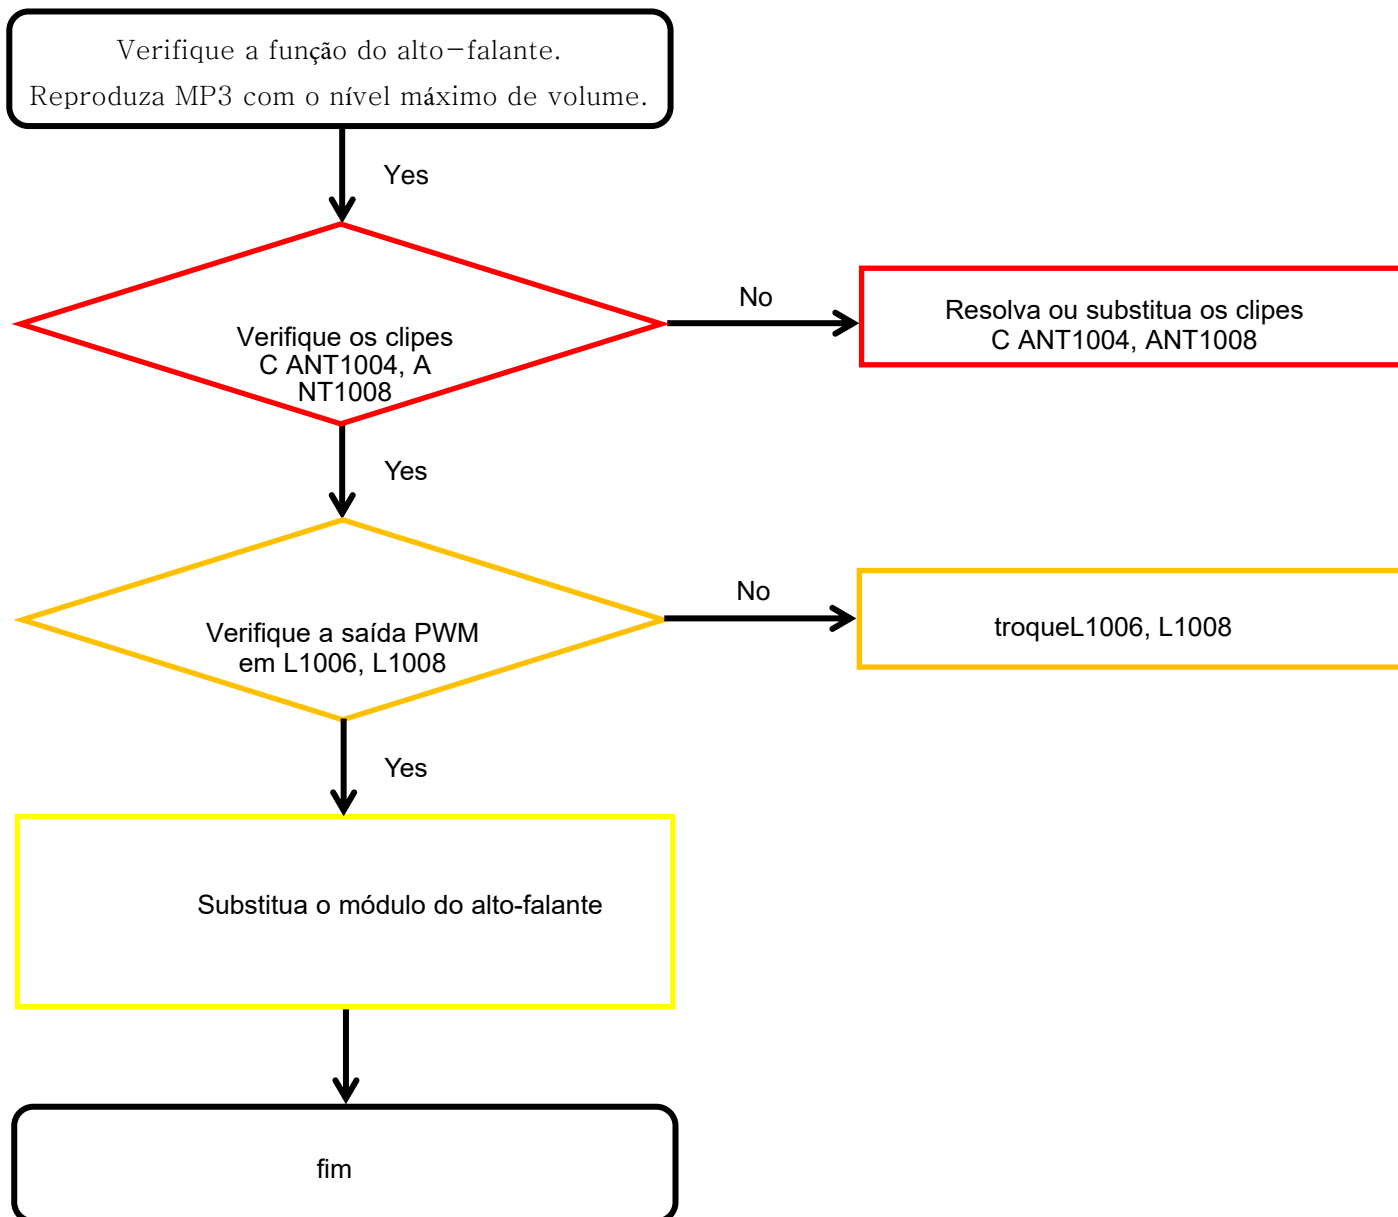 Verifique a função do alto-falante.
Reproduza MP3 com o nível máximo de volume.
Yes
Verifique os clipes
C ANT1004, A
NT1008
No
Resolva ou substitua os clipes
C ANT1004, ANT1008
Yes
Verifique a saída PWM
em L1006, L1008
No
troqueL1006, L1008
Yes
Substitua o módulo do alto-falante
fim